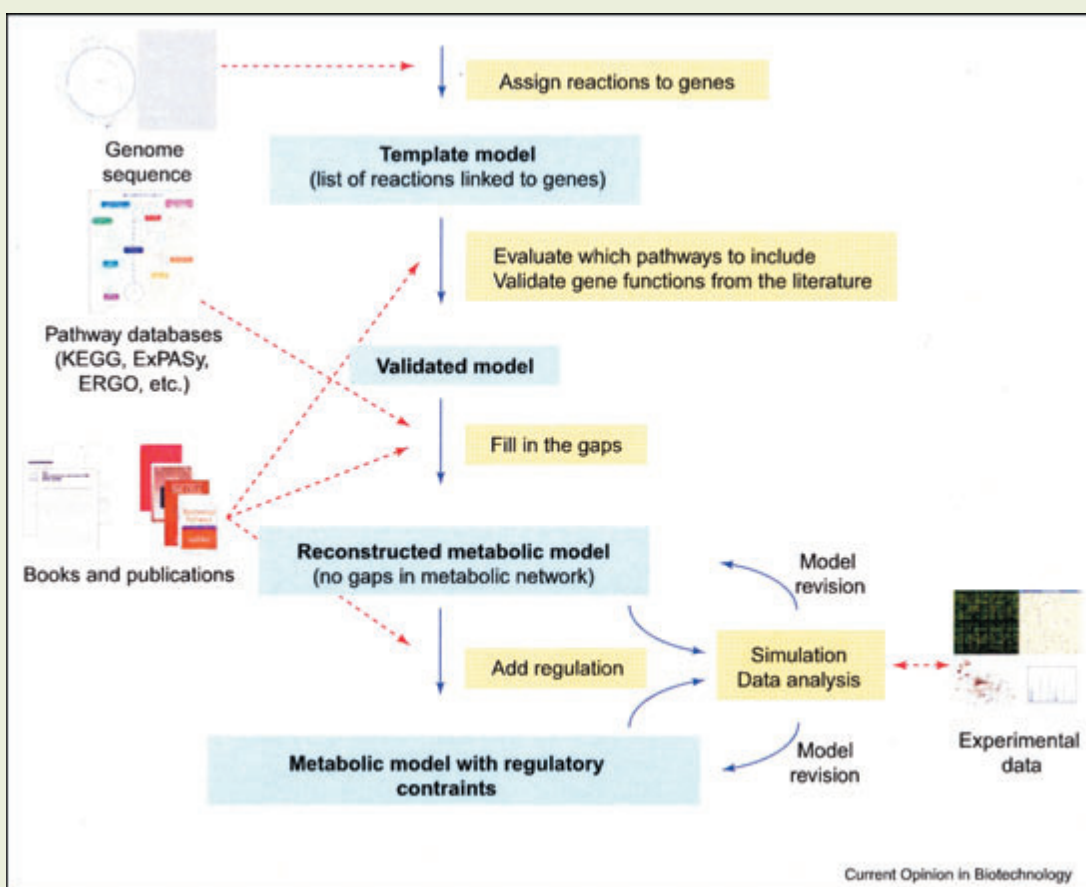 Assign reactions to genes
Genome
sequence
Template model
(list of reactions linked to genes)
Evaluate which pathways to include
Validate gene functions from the literature
Pathway databases
(KEGG, ExPASy,
ERGO, etc.)
Validated model
Fill in the gaps
Books and publications
Reconstructed metabolic model
(no gaps in metabolic network)
Model
revision
Add regulation
Simulation
Data analysis
Experimental
data
Model
revision
Metabolic model with regulatory
contraints
Current Opinion in Biotechnology